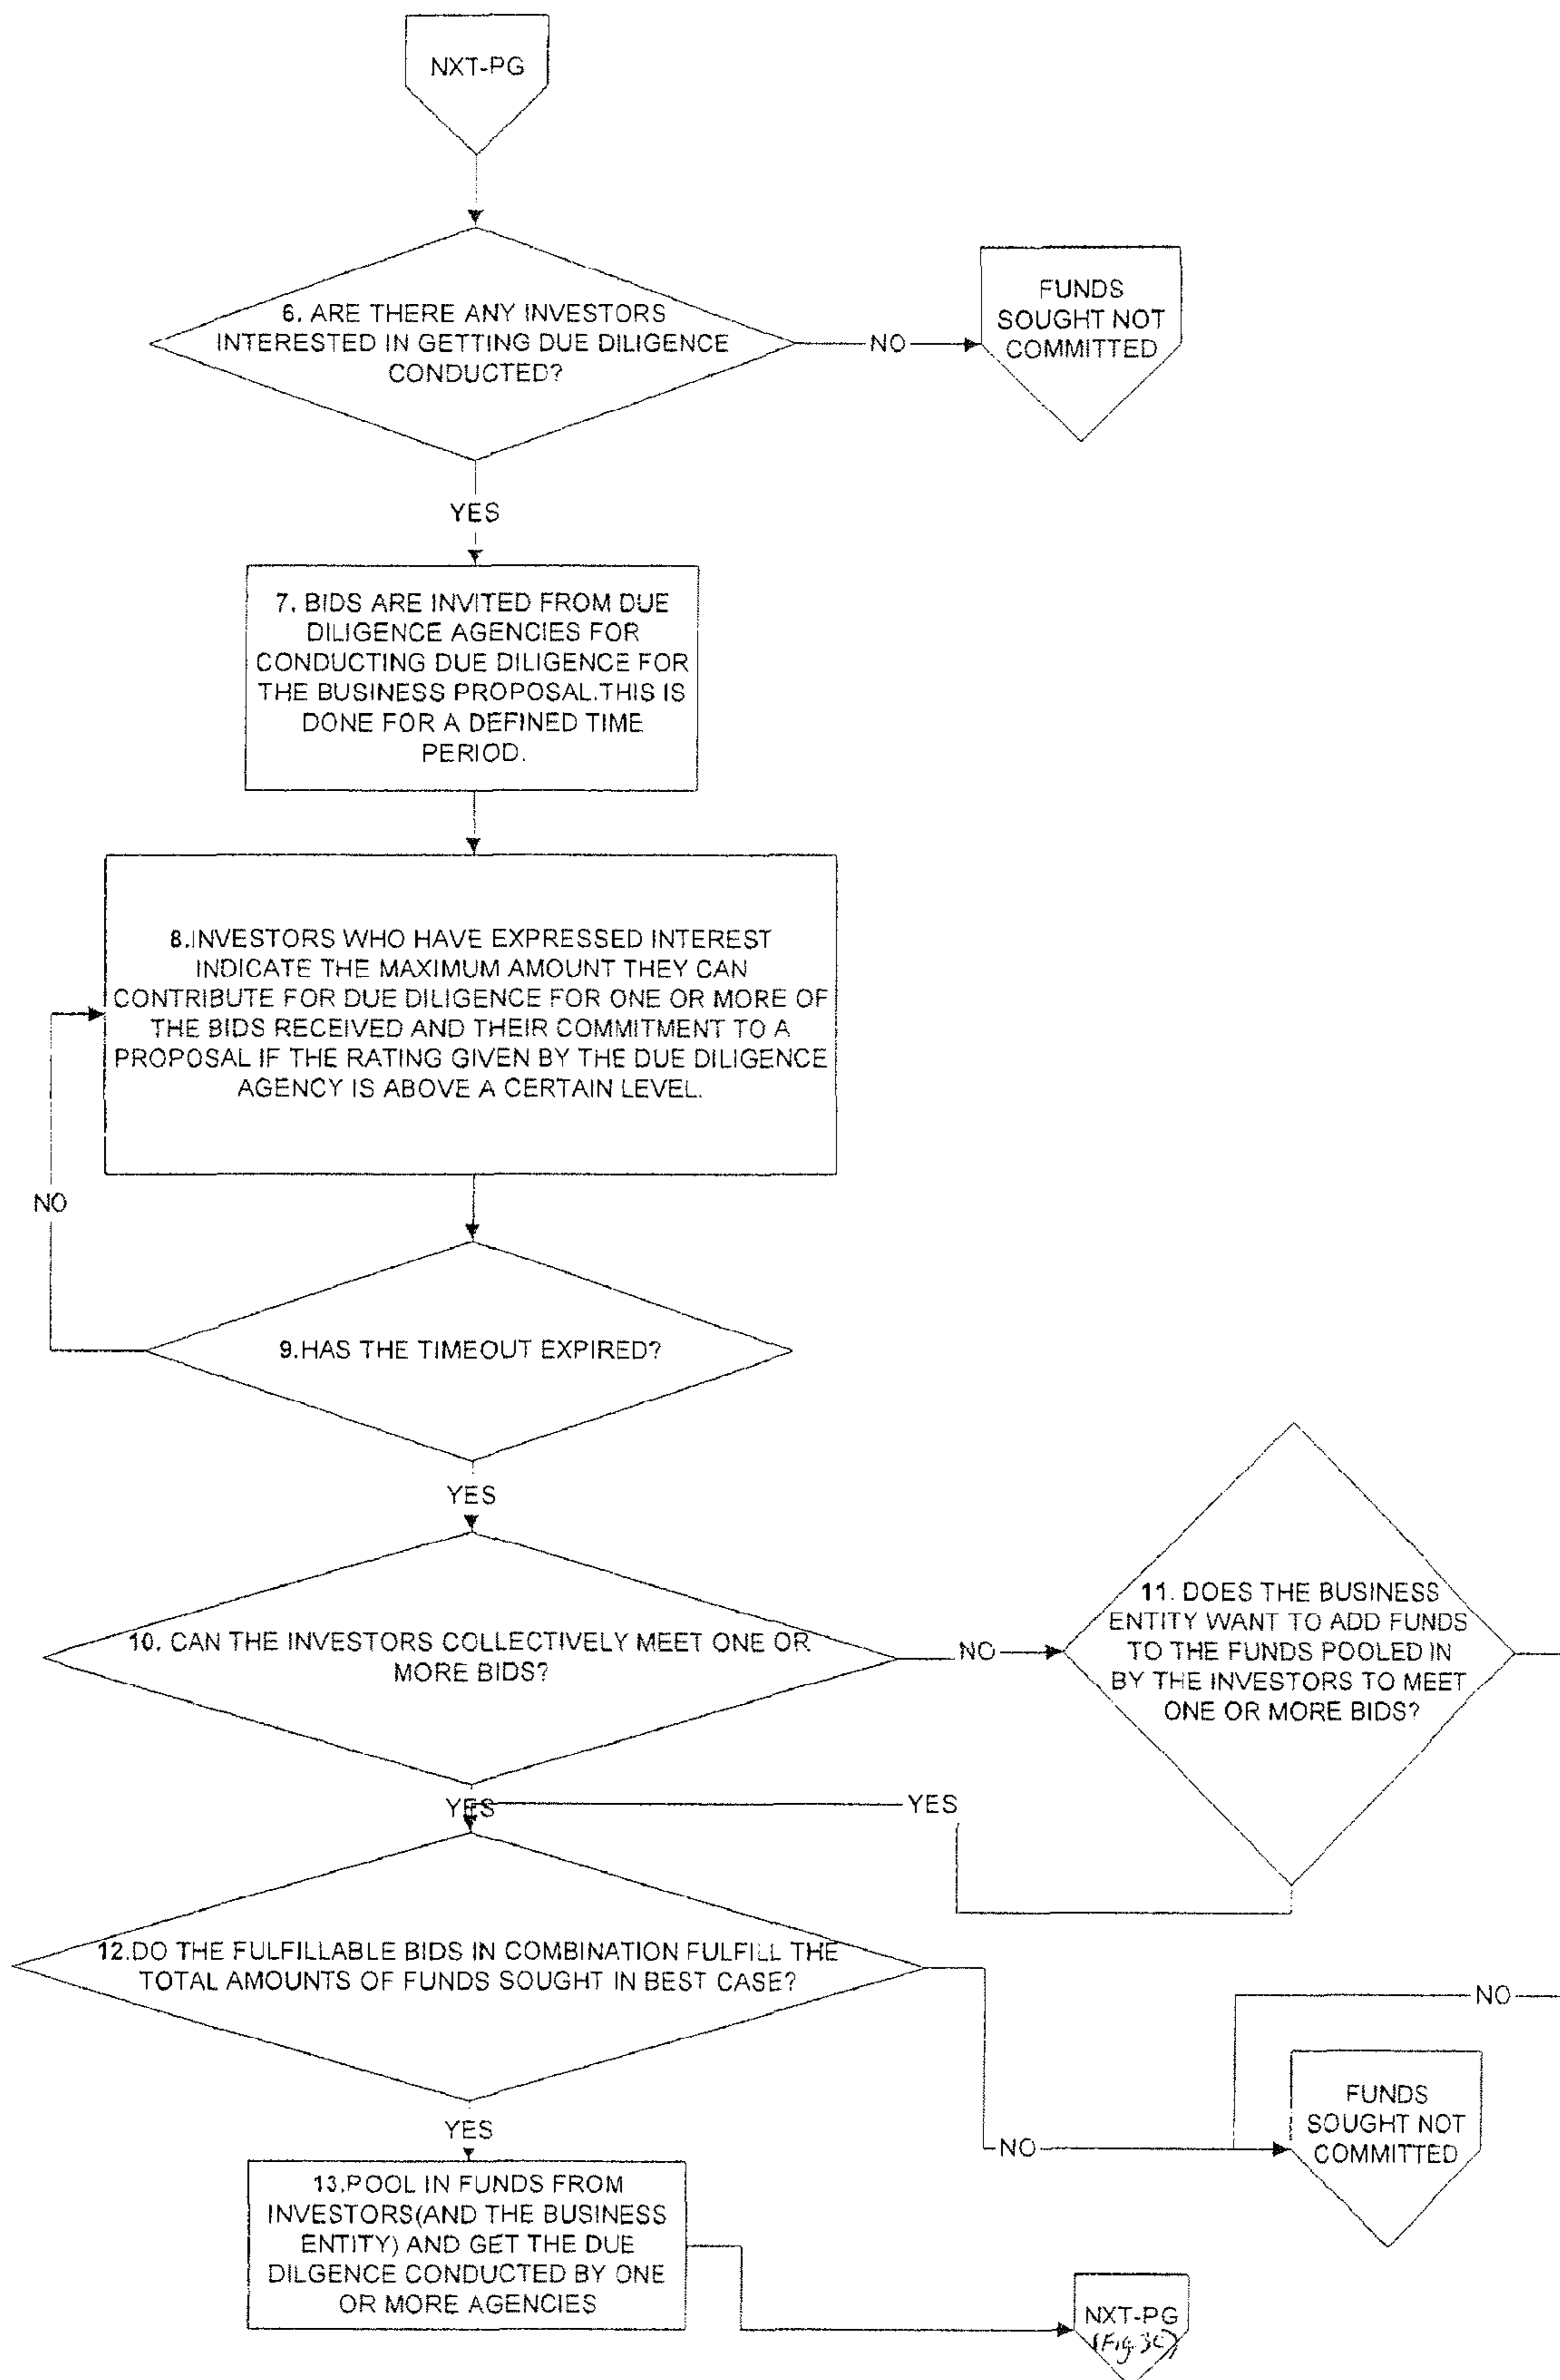 NXT-PG
6. ARE THERE ANY INVESTORS
INTERESTED IN GETTING DUE DILIGENCE
CONDUCTED?
NO
FUNDS
SOUGHT NOT
COMMITTED
YES
7. BIDS ARE INVITED FROM DUE
DILIGENCE AGENCIES FOR
CONDUCTING DUE DILIGENCE FOR
THE BUSINESS PROPOSAL.THIS IS
DONE FOR A DEFINED TIME
PERIOD.
8.INVESTORS WHO HAVE EXPRESSED INTEREST
INDICATE THE MAXIMUM AMOUNT THEY CAN
CONTRIBUTE FOR DUE DILIGENCE FOR ONE OR MORE OF
THE BIDS RECEIVED AND THEIR COMMITMENT TO A
PROPOSAL IF THE RATING GIVEN BY THE DUE DILIGENCE
AGENCY IS ABOVE A CERTAIN LEVEL.
NO
9.HAS THE TIMEOUT EXPIRED?
YES
10. CAN THE INVESTORS COLLECTIVELY MEET ONE OR
MORE BIDS?
NO
11. DOES THE BUSINESS
ENTITY WANT TO ADD FUNDS
TO THE FUNDS POOLED IN
BY THE INVESTORS TO MEET
ONE OR MORE BIDS?
YES
YES
12.DO THE FULFILLABLE BIDS IN COMBINATION FULFILL THE
TOTAL AMOUNTS OF FUNDS SOUGHT IN BEST CASE?
NO
YES
NO
FUNDS
SOUGHT NOT
COMMITTED
13.POOL IN FUNDS FROM
INVESTORS(AND THE BUSINESS
ENTITY) AND GET THE DUE
DILGENCE CONDUCTED BY ONE
OR MORE AGENCIES
NXT-PG
(Fig 3C)